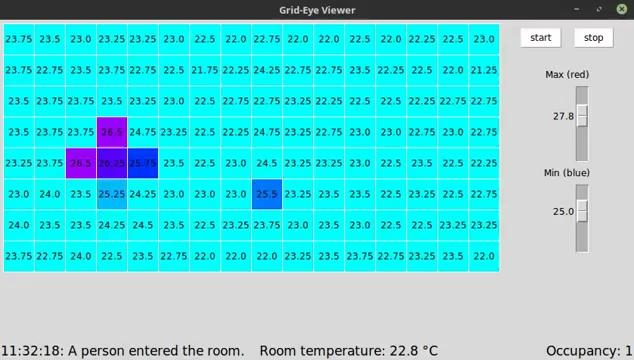 Grid-Eye Viewer
23.75 23.5 23.0 23.25 23.25 23.0 22.5 22.0 22.75 22.0 22.0 22.5 22.5 22.5 22.5 23.0
23.75 22.75 23.5 23.75 22.5 22.5 21.75 22.25 24.25 22.75 22.75 23.5 22.25 22.5 22.0 21.25
23.5 23.75 23.75 23.5 23.25 23.0 22.5 22.75 22.75 22.5 22.5 22.25 22.5 22.25 22.75 22.75
23.5 23.75 23.75 26.5 24.75 23.25 22.5 22.25 24.75 23.25 22.75 23.0 23.0 22.75 23.0 22.75
23.25 23.75 26.5 26.25 25.75 23.5 22.5 23.0 24.5 23.25 23.25 22.5 23.0 23.5 22.5 22.25
23.0 24.0 23.5 25.25 24.25 23.0 23.0 23.0 25.5 22.5 23.25 22.5 22.75 23.25 22.5 22.75
24.0 23.5 23.5 24.25 24.5 23.5 22.5 23.25 23.75 23.0 23.5 22.5 22.75 22.5 23.25 23.25
23.75 22.75 24.0 22.5 23.5 22.75 22.0 22.0 22.0 23.25 23.5 22.75 23.25 23.25 23.5 22.0
start stop
Max (red)
27.8
Min (blue)
25.0
11:32:18: A person entered the room. Room temperature: 22.8 °C Occupancy: 1